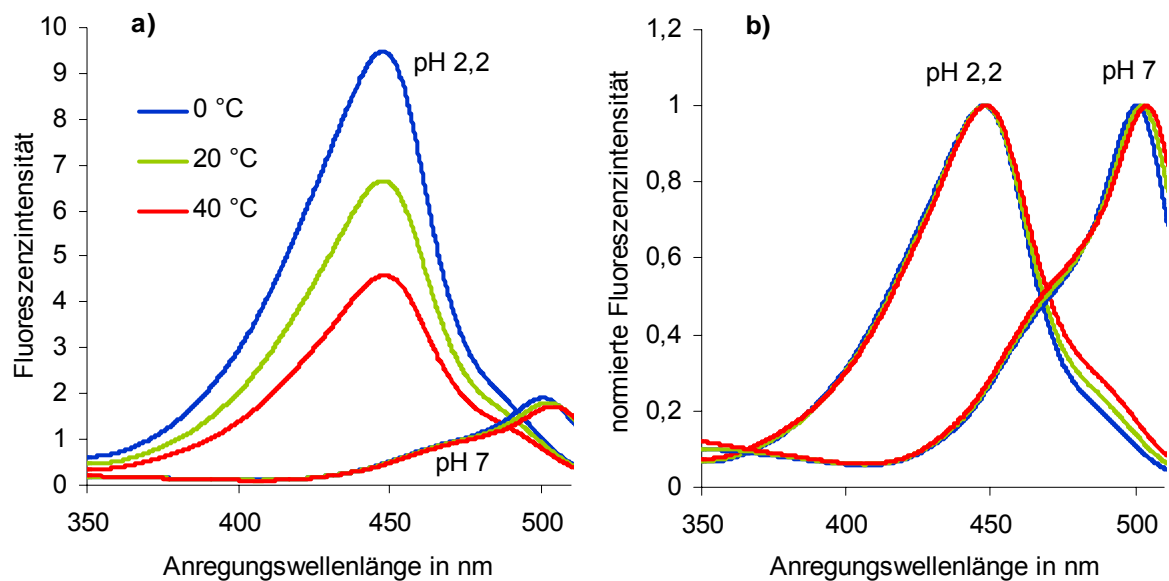 a)
Fluoreszenzintensität
10
9
8
7
6
5
4
3
2
1
0
pH 2,2
0 °C
20 °C
40 °C
pH 7
350
400
450
500
Anregungswellenlänge in nm
b)
normierte Fluoreszenzintensität
1,2
1
0,8
0,6
0,4
0,2
0
pH 2,2
pH 7
350
400
450
500
Anregungswellenlänge in nm